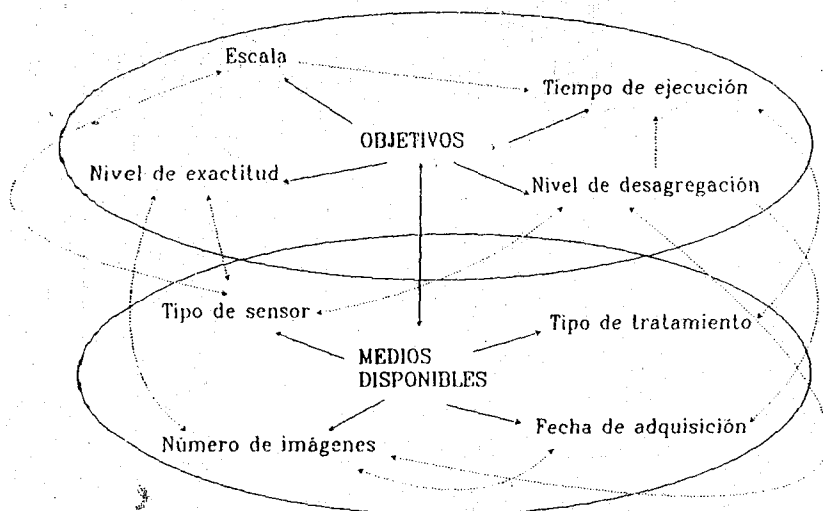 Escala
Tiempo de ejecución
OBJETIVOS
Nivel de exactitud
Nivel de desagregación
Tipo de sensor
Tipo de tratamiento
MEDIOS
DISPONIBLES
Fecha de adquisición
Número de imágenes